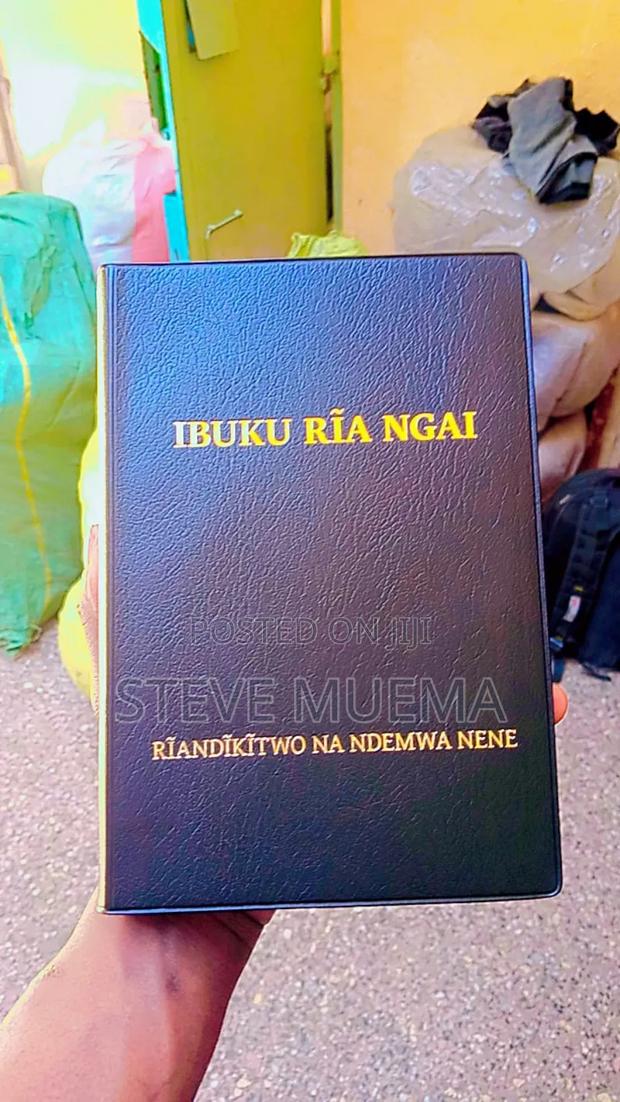 IBUKU RĨA NGAI
POSTED ON JIJI
STEVE MUEMA
RĨANDĨKĨTWO NA NDEMWA NENE